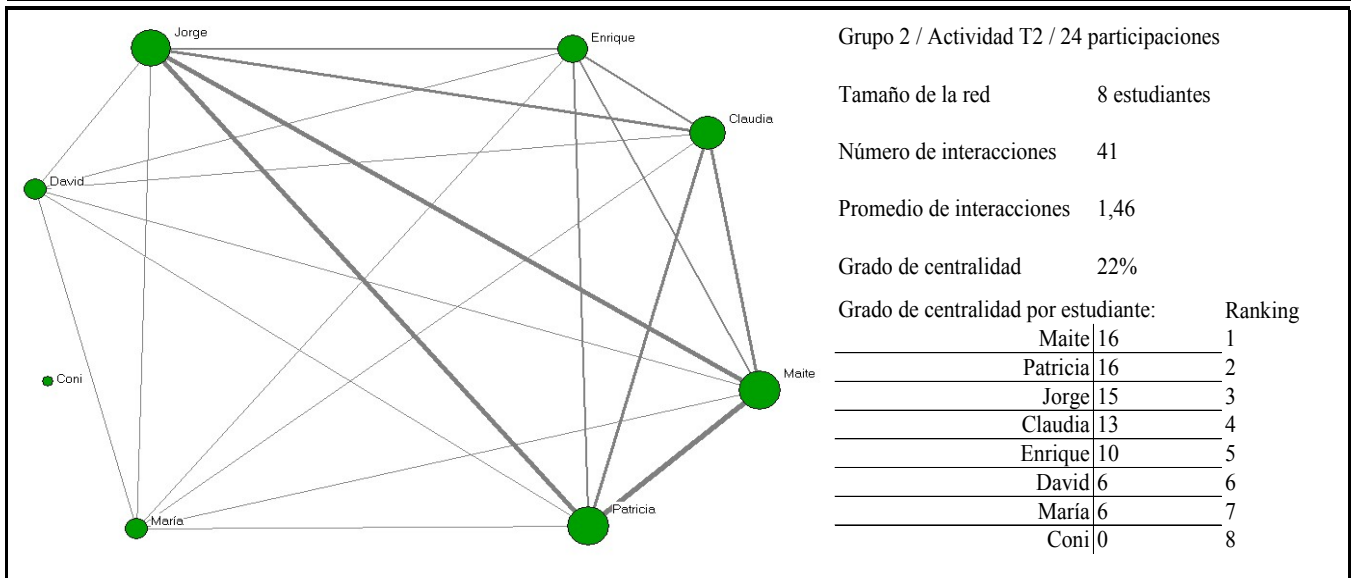 Jorge
Enrique
Claudia
David
Coni
Maite
María
Patricia
Grupo 2 / Actividad T2 / 24 participaciones
Tamaño de la red 8 estudiantes
Número de interacciones 41
Promedio de interacciones 1,46
Grado de centralidad 22%
Grado de centralidad por estudiante: Ranking
Maite 16 1
Patricia 16 2
Jorge 15 3
Claudia 13 4
Enrique 10 5
David 6 6
María 6 7
Coni 0 8